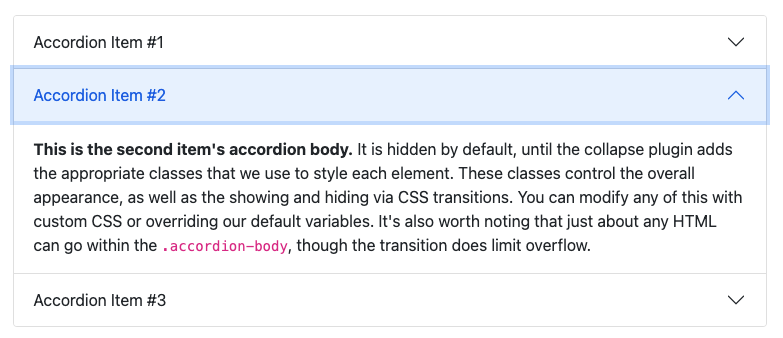 Accordion Item #1
Accordion Item #2
This is the second item's accordion body. It is hidden by default, until the collapse plugin adds
the appropriate classes that we use to style each element. These classes control the overall
appearance, as well as the showing and hiding via CSS transitions. You can modify any of this with
custom CSS or overriding our default variables. It's also worth noting that just about any HTML
can go within the .accordion-body, though the transition does limit overflow.
Accordion Item #3